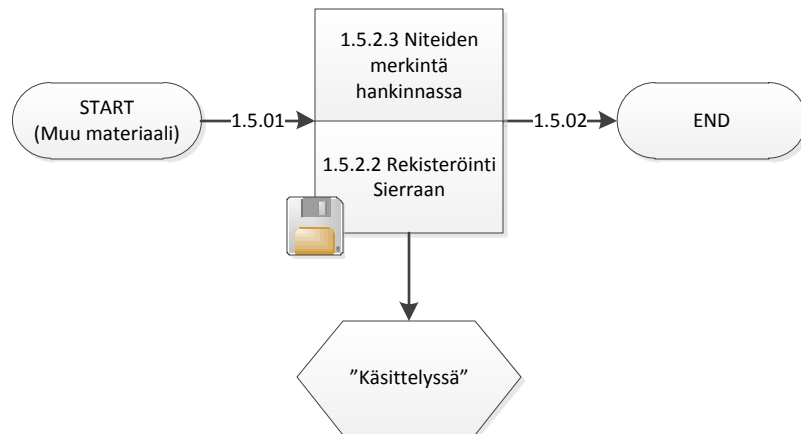 START
(Muu materiaali)
1.5.01
1.5.2.3 Niteiden
merkintä
hankinnassa
1.5.2.2 Rekisteröinti
Sierraan
1.5.02
END
”Käsittelyssä”